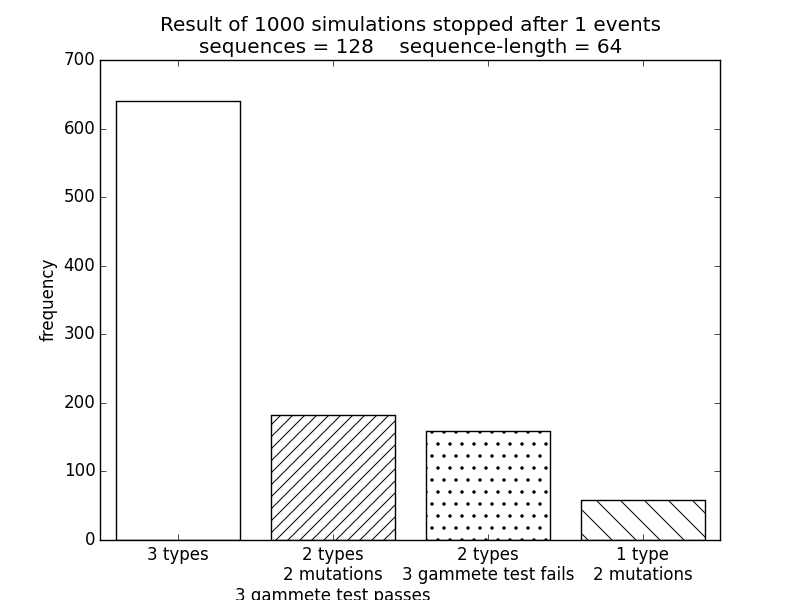 Result of 1000 simulations stopped after 1 events
sequences = 128    sequence-length = 64
700
600
500
400
300
200
100
0
frequency
3 types
2 types
2 mutations
3 gammete test passes
2 types
3 gammete test fails
1 type
2 mutations